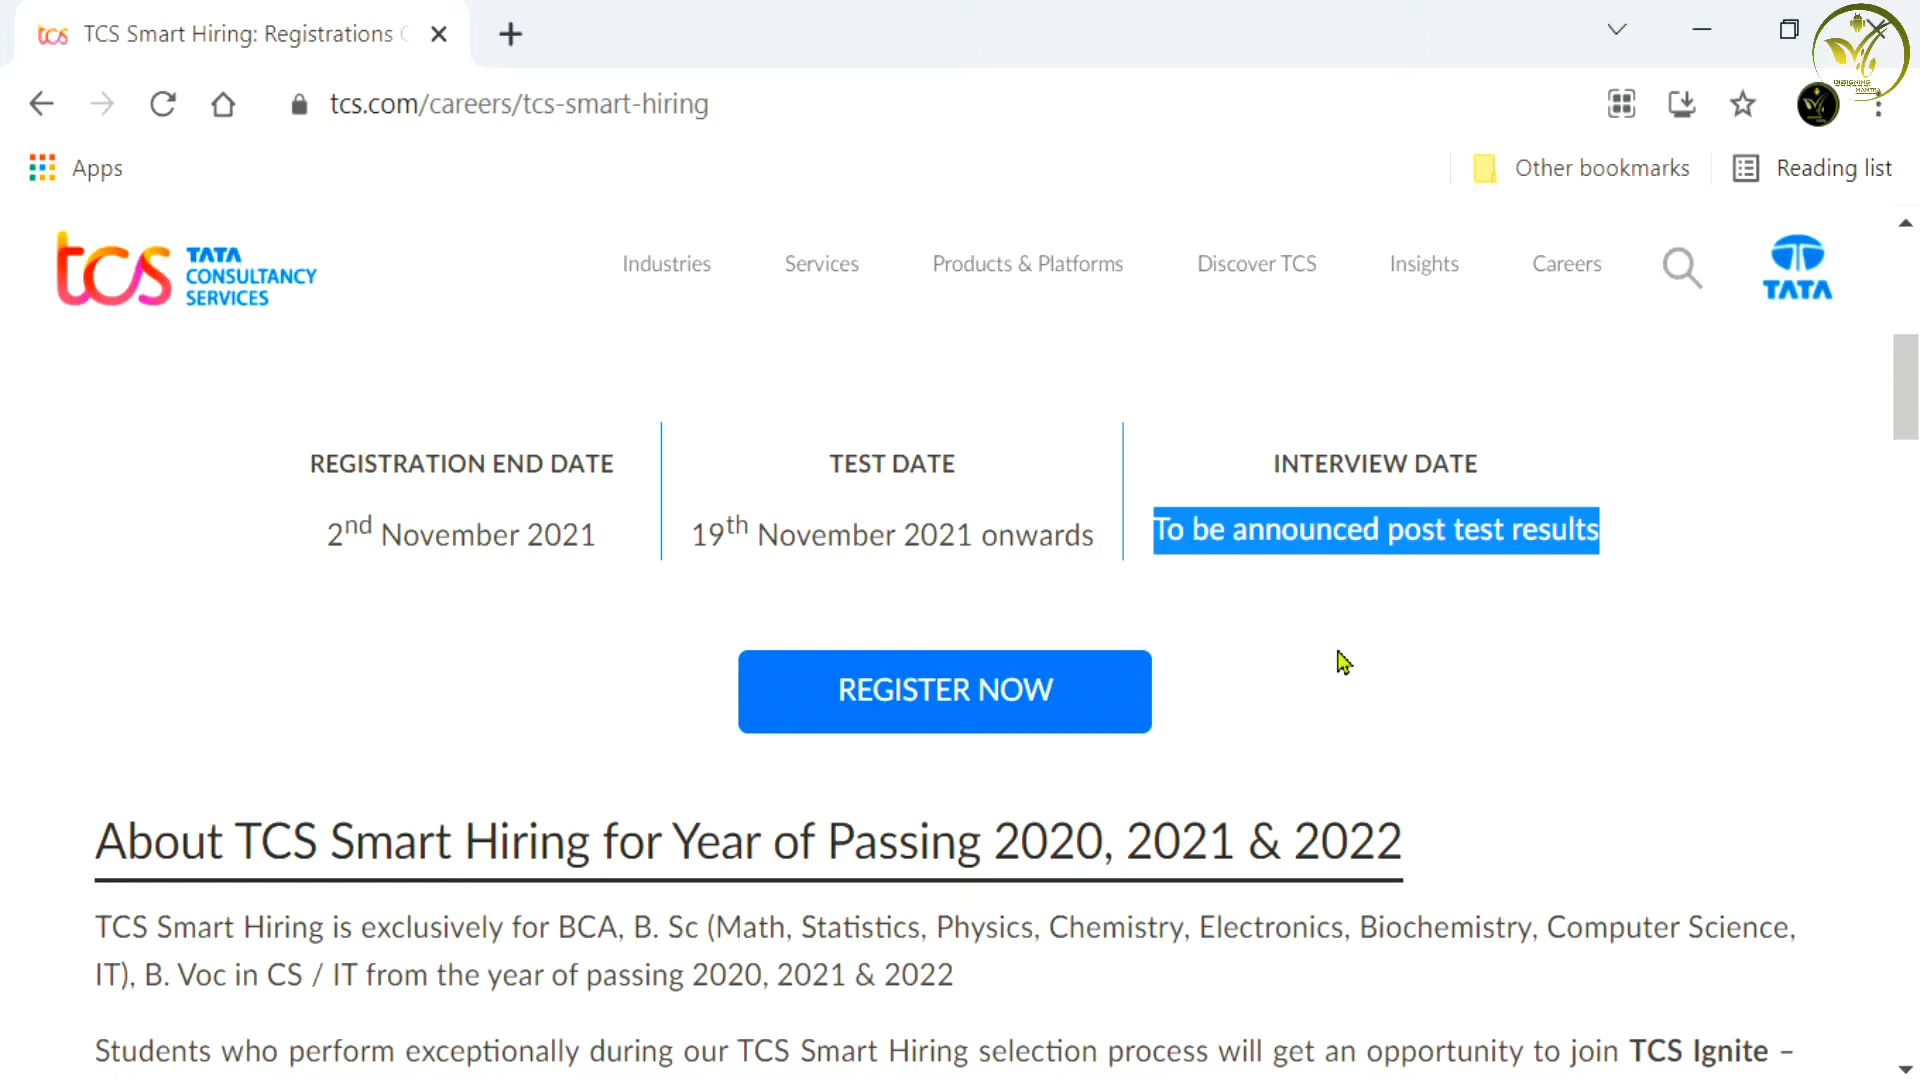 tcs TCS Smart Hiring: Registrations
tcs.com/careers/tcs-smart-hiring
Apps
Other bookmarks
Reading list
tcs TATA CONSULTANCY SERVICES
Industries
Services
Products & Platforms
Discover TCS
Insights
Careers
TATA
REGISTRATION END DATE
2nd November 2021
TEST DATE
19th November 2021 onwards
INTERVIEW DATE
To be announced post test results
REGISTER NOW
About TCS Smart Hiring for Year of Passing 2020, 2021 & 2022
TCS Smart Hiring is exclusively for BCA, B. Sc (Math, Statistics, Physics, Chemistry, Electronics, Biochemistry, Computer Science,
IT), B. Voc in CS / IT from the year of passing 2020, 2021 & 2022
Students who perform exceptionally during our TCS Smart Hiring selection process will get an opportunity to join TCS Ignite –